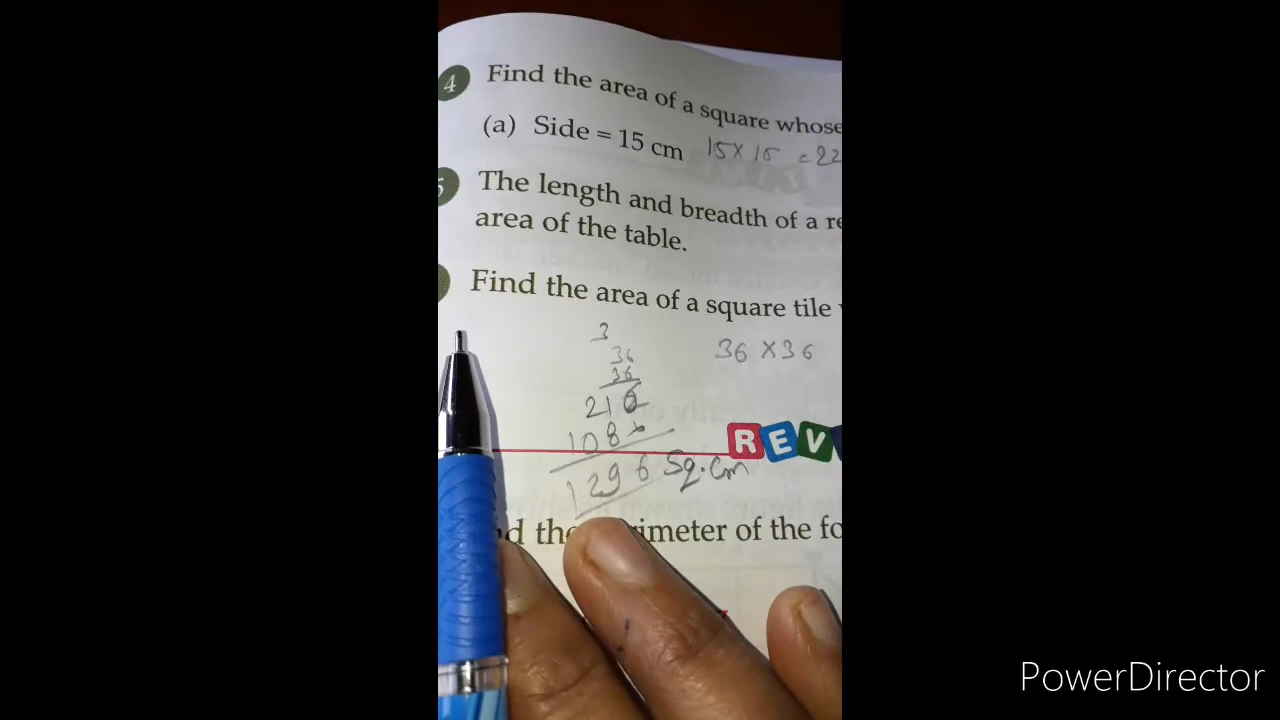 4 Find the area of a square whose
(a) Side = 15 cm 15 × 15 = 22
5 The length and breadth of a re
area of the table.
Find the area of a square tile
3
36 36 × 36
36
216
108×
REV
1296 Sq.cm
the imeter of the fo
PowerDirector